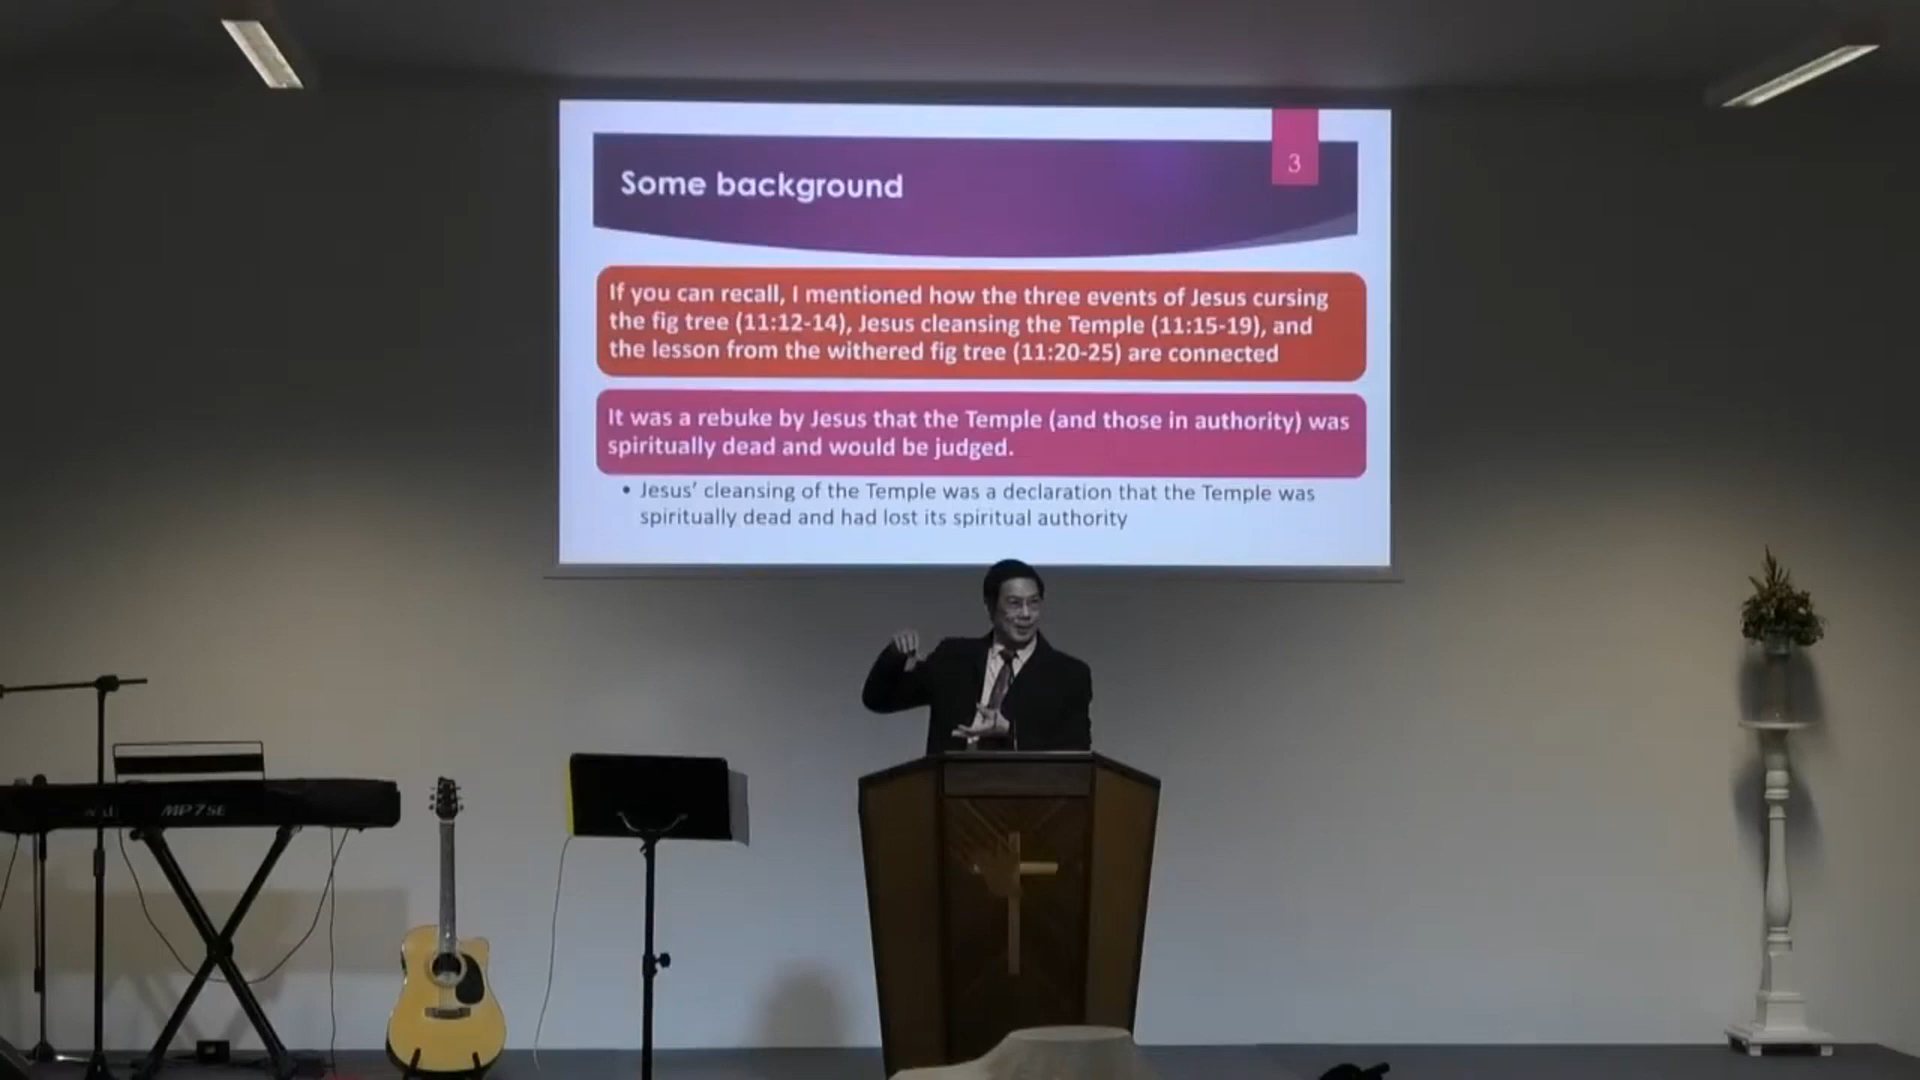 3
Some background
If you can recall, I mentioned how the three events of Jesus cursing
the fig tree (11:12-14), Jesus cleansing the Temple (11:15-19), and
the lesson from the withered fig tree (11:20-25) are connected
It was a rebuke by Jesus that the Temple (and those in authority) was
spiritually dead and would be judged.
• Jesus’ cleansing of the Temple was a declaration that the Temple was
spiritually dead and had lost its spiritual authority
MP7SE